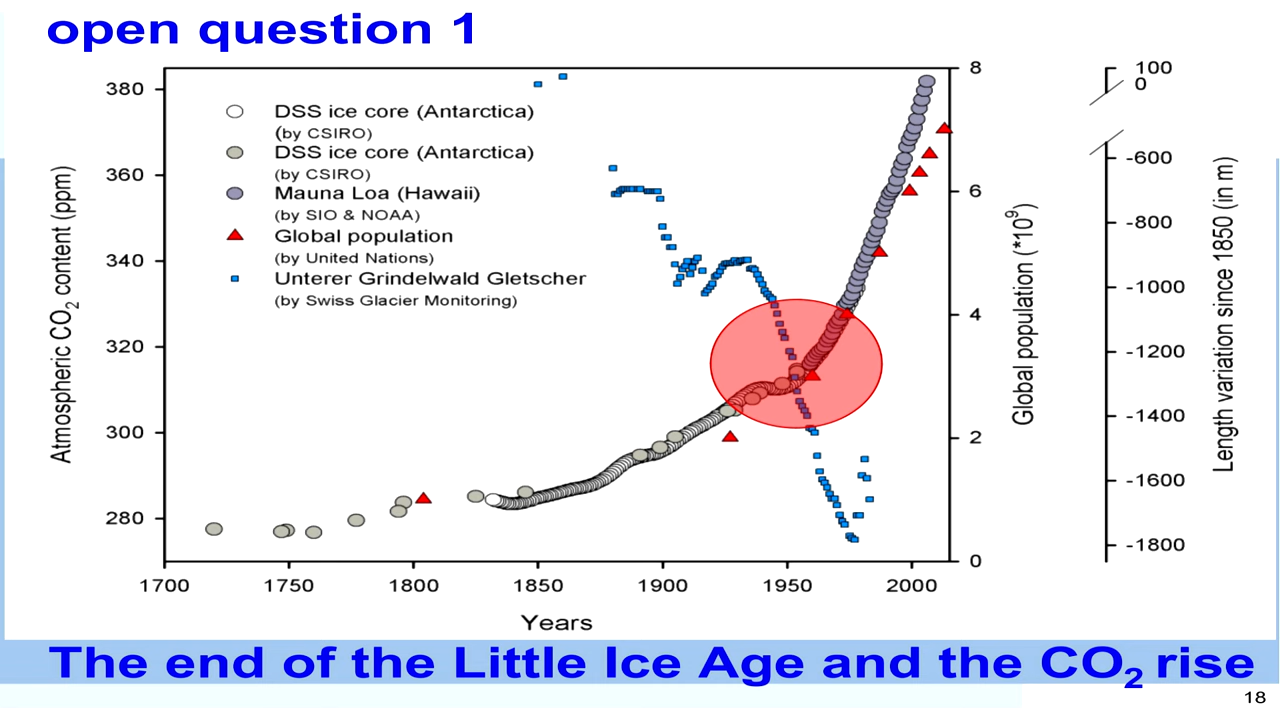 open question 1
DSS ice core (Antarctica)
(by CSIRO)
DSS ice core (Antarctica)
(by CSIRO)
Mauna Loa (Hawaii)
(by SIO & NOAA)
Global population
(by United Nations)
Unterer Grindelwald Gletscher
(by Swiss Glacier Monitoring)
Atmospheric CO₂ content (ppm)
380
360
340
320
300
280
1700 1750 1800 1850 1900 1950 2000
Years
8
6
4
2
0
Global population (*10⁹)
100
0
-600
-800
-1000
-1200
-1400
-1600
-1800
Length variation since 1850 (in m)
The end of the Little Ice Age and the CO₂ rise
18